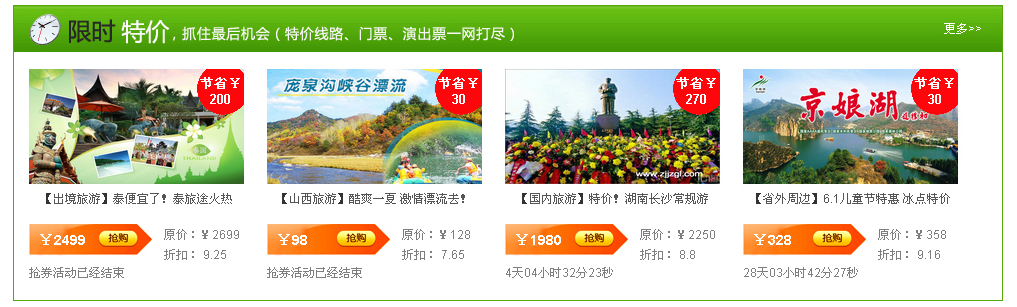 限时 特价，抓住最后机会（特价线路、门票、演出票一网打尽）
更多>>
节省￥
200
THAILAND
庞泉沟峡谷漂流
节省￥
30
节省￥
270
www.zjjzgl.com
京娘湖
节省￥
30
【出境旅游】泰便宜了！泰旅途火热
￥2499 抢购
原价：￥2699
折扣： 9.25
抢券活动已经结束
【山西旅游】酷爽一夏 激情漂流去!
￥98 抢购
原价：￥128
折扣： 7.65
抢券活动已经结束
【国内旅游】特价！湖南长沙常规游
￥1980 抢购
原价：￥2250
折扣： 8.8
4天04小时32分23秒
【省外周边】6.1儿童节特惠 冰点特价
￥328 抢购
原价：￥358
折扣： 9.16
28天03小时42分27秒